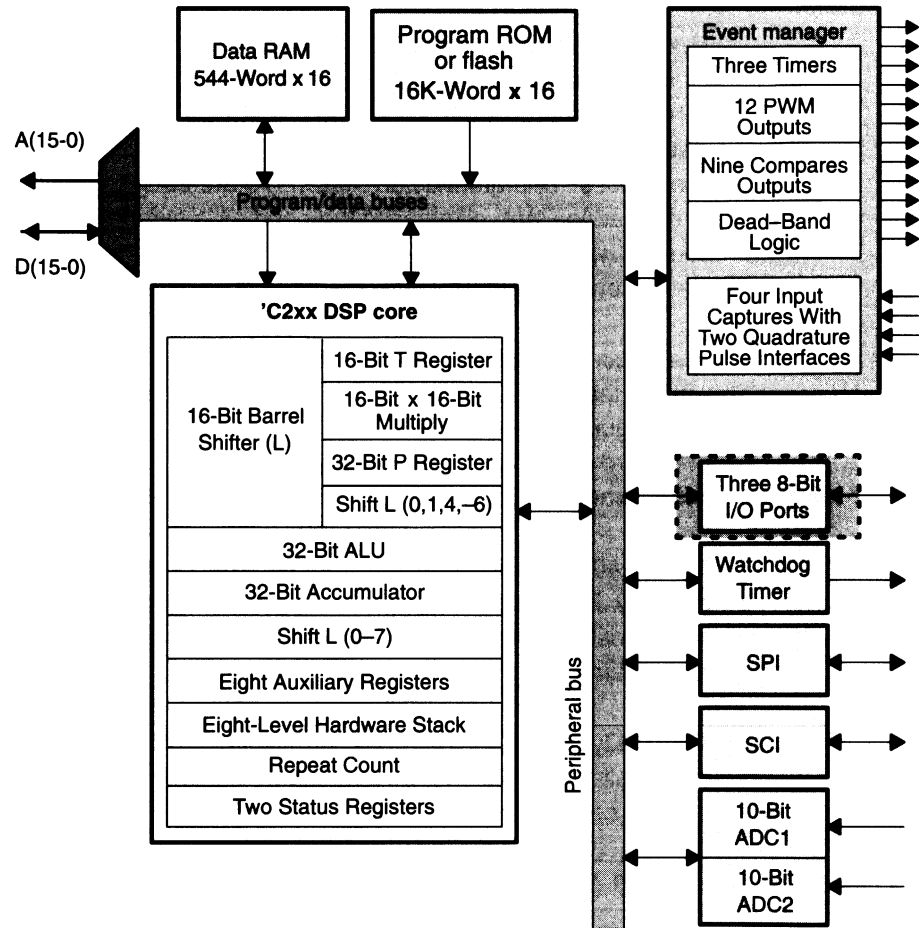 Data RAM
544-Word x 16
Program ROM
or flash
16K-Word x 16
A(15-0)
D(15-0)
Program/data buses
Event manager
Three Timers
12 PWM
Outputs
Nine Compares
Outputs
Dead–Band
Logic
Four Input
Captures With
Two Quadrature
Pulse Interfaces
'C2xx DSP core
16-Bit Barrel
Shifter (L)
16-Bit T Register
16-Bit x 16-Bit
Multiply
32-Bit P Register
Shift L (0,1,4,–6)
32-Bit ALU
32-Bit Accumulator
Shift L (0–7)
Eight Auxiliary Registers
Eight-Level Hardware Stack
Repeat Count
Two Status Registers
Peripheral bus
Three 8-Bit
I/O Ports
Watchdog
Timer
SPI
SCI
10-Bit
ADC1
10-Bit
ADC2